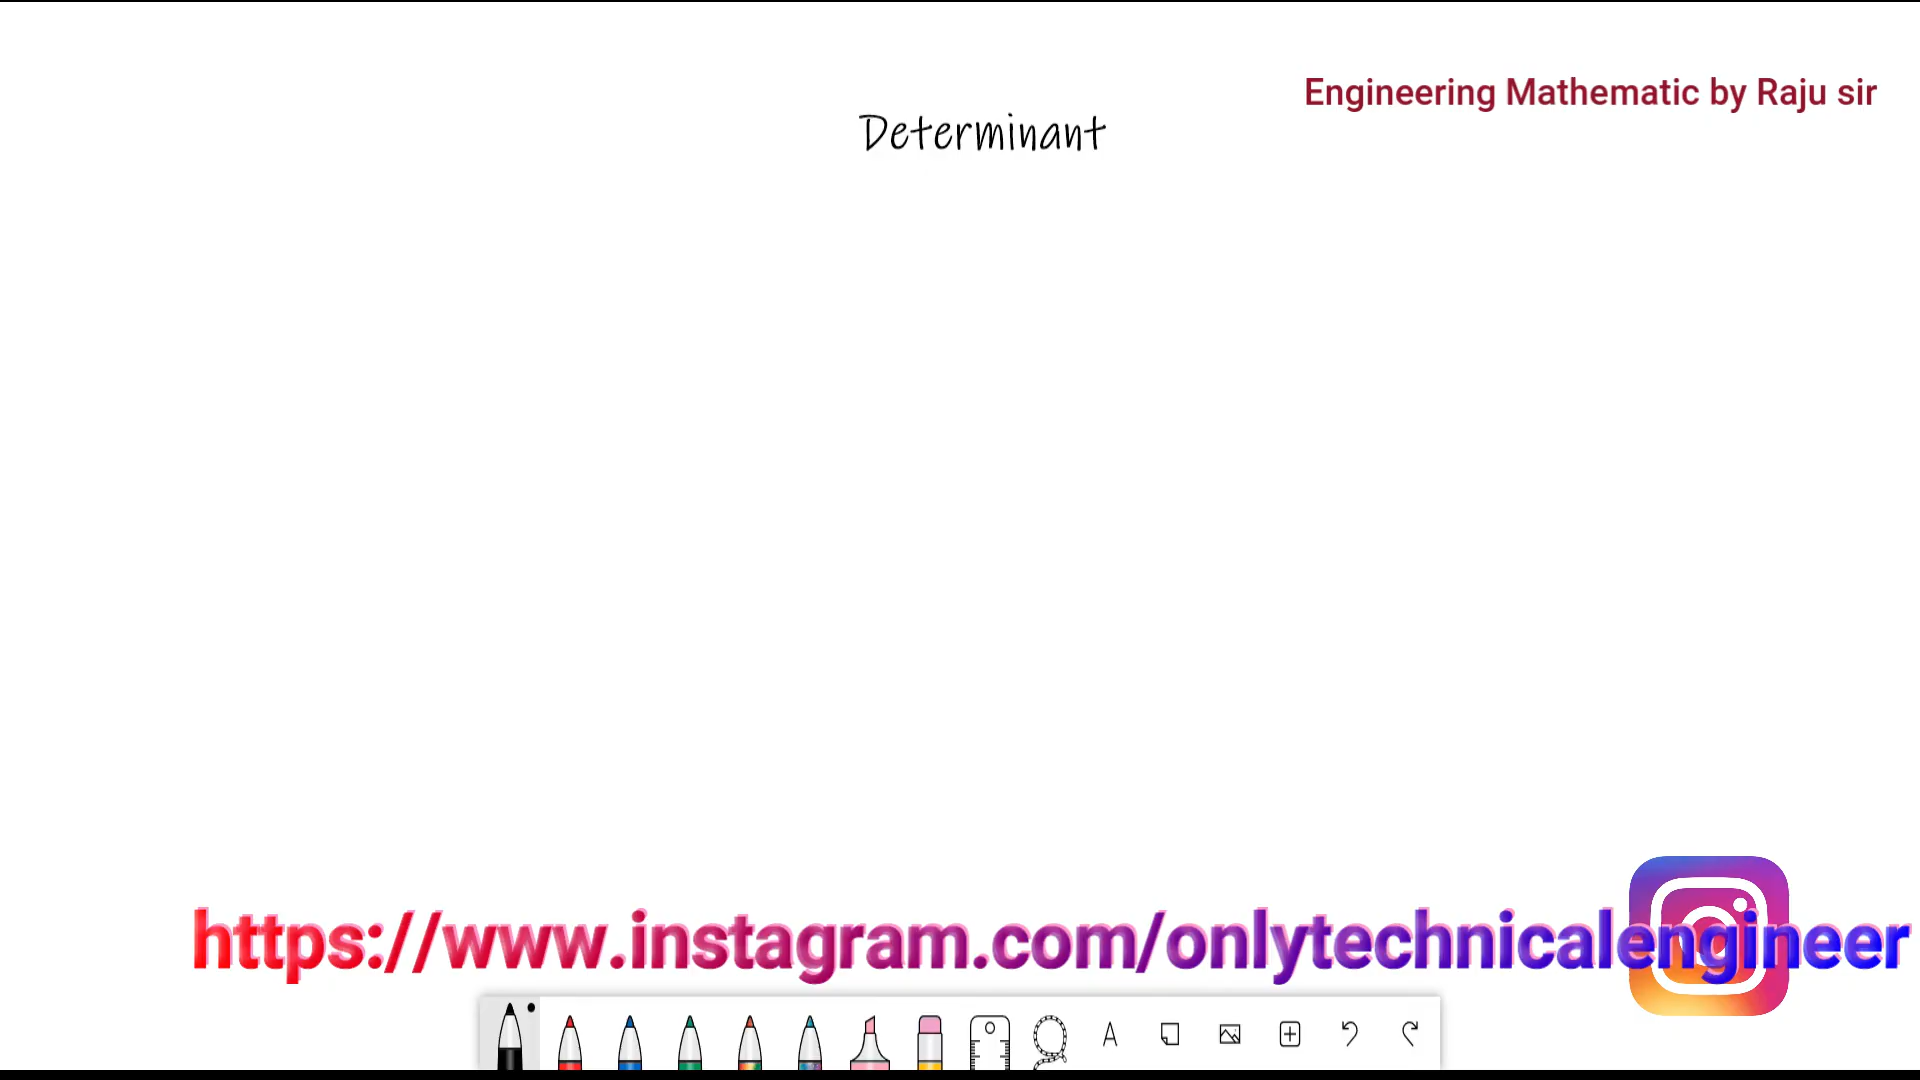 Engineering Mathematic by Raju sir
Determinant
https://www.instagram.com/onlytechnicalengineer